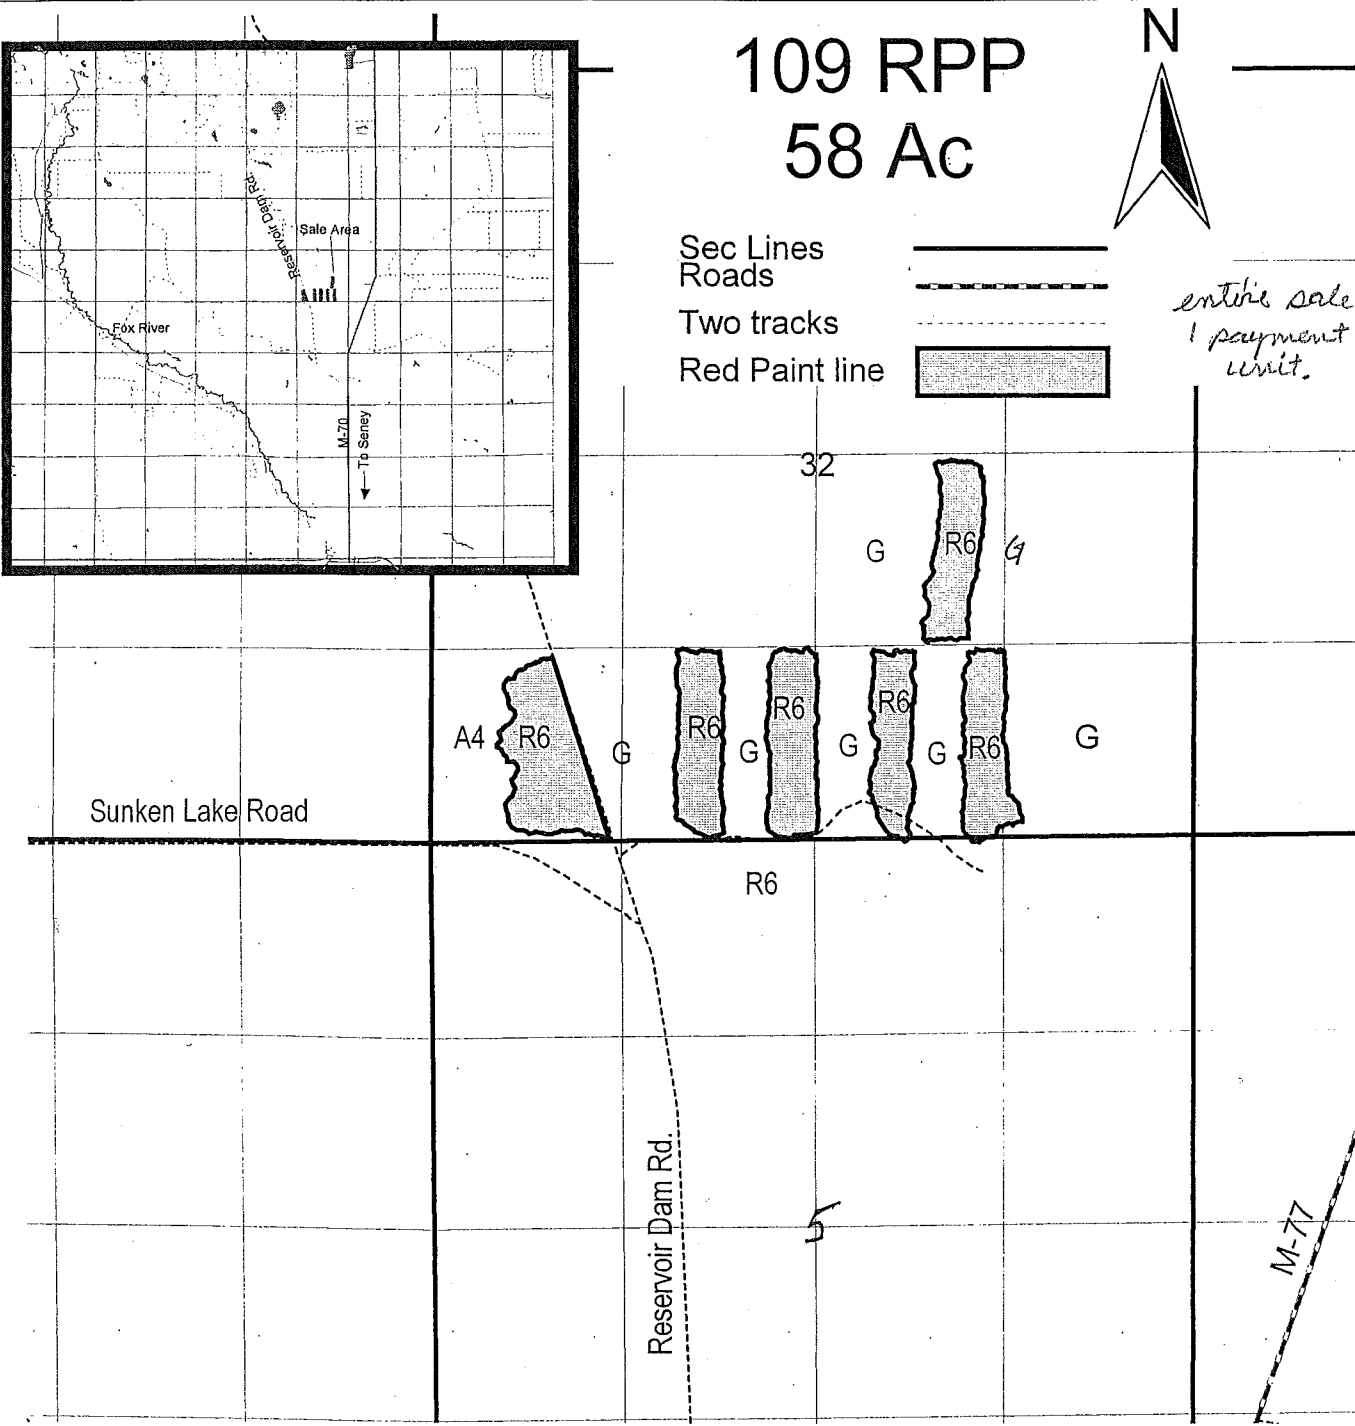 109 RPP
58 Ac
N
Sec Lines
Roads
Two tracks
Red Paint line
entire sale
1 payment
unit.
Reservoir Dam Rd.
Sale Area
Fox River
M-70
To Seney
32
G
R6
G
A4
R6
G
R6
G
R6
G
R6
G
R6
G
Sunken Lake Road
R6
Reservoir Dam Rd.
5
M-77